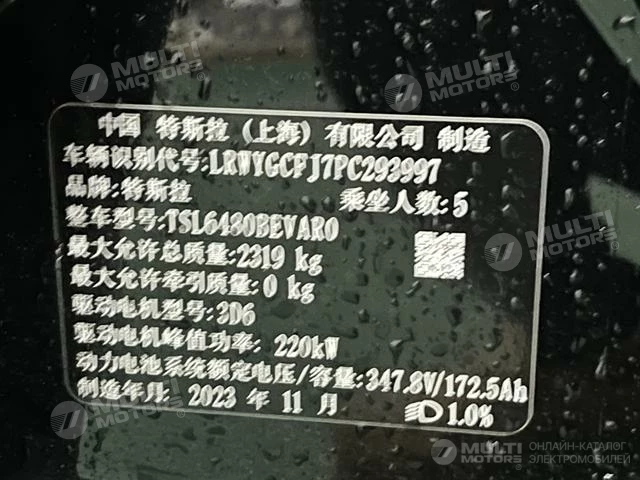 中国 特斯拉 (上海) 有限公司 制造
车辆识别代号:LRWYGCFJ7PC293997
品牌:特斯拉 乘坐人数:5
整车型号:TSL6480BEVAR0
最大允许总质量:2319 kg
最大允许牵引质量:0 kg
驱动电机型号:3D6
驱动电机峰值功率: 220kW
动力电池系统额定电压/容量:347.8V/172.5Ah
制造年月: 2023 年 11 月 1.0%
MULTI MOTORS
MULTI MOTORS
MULTI MOTORS
MULTI MOTORS
MULTI MOTORS
MULTI MOTORS ОНЛАЙН-КАТАЛОГ ЭЛЕКТРОМОБИЛЕЙ